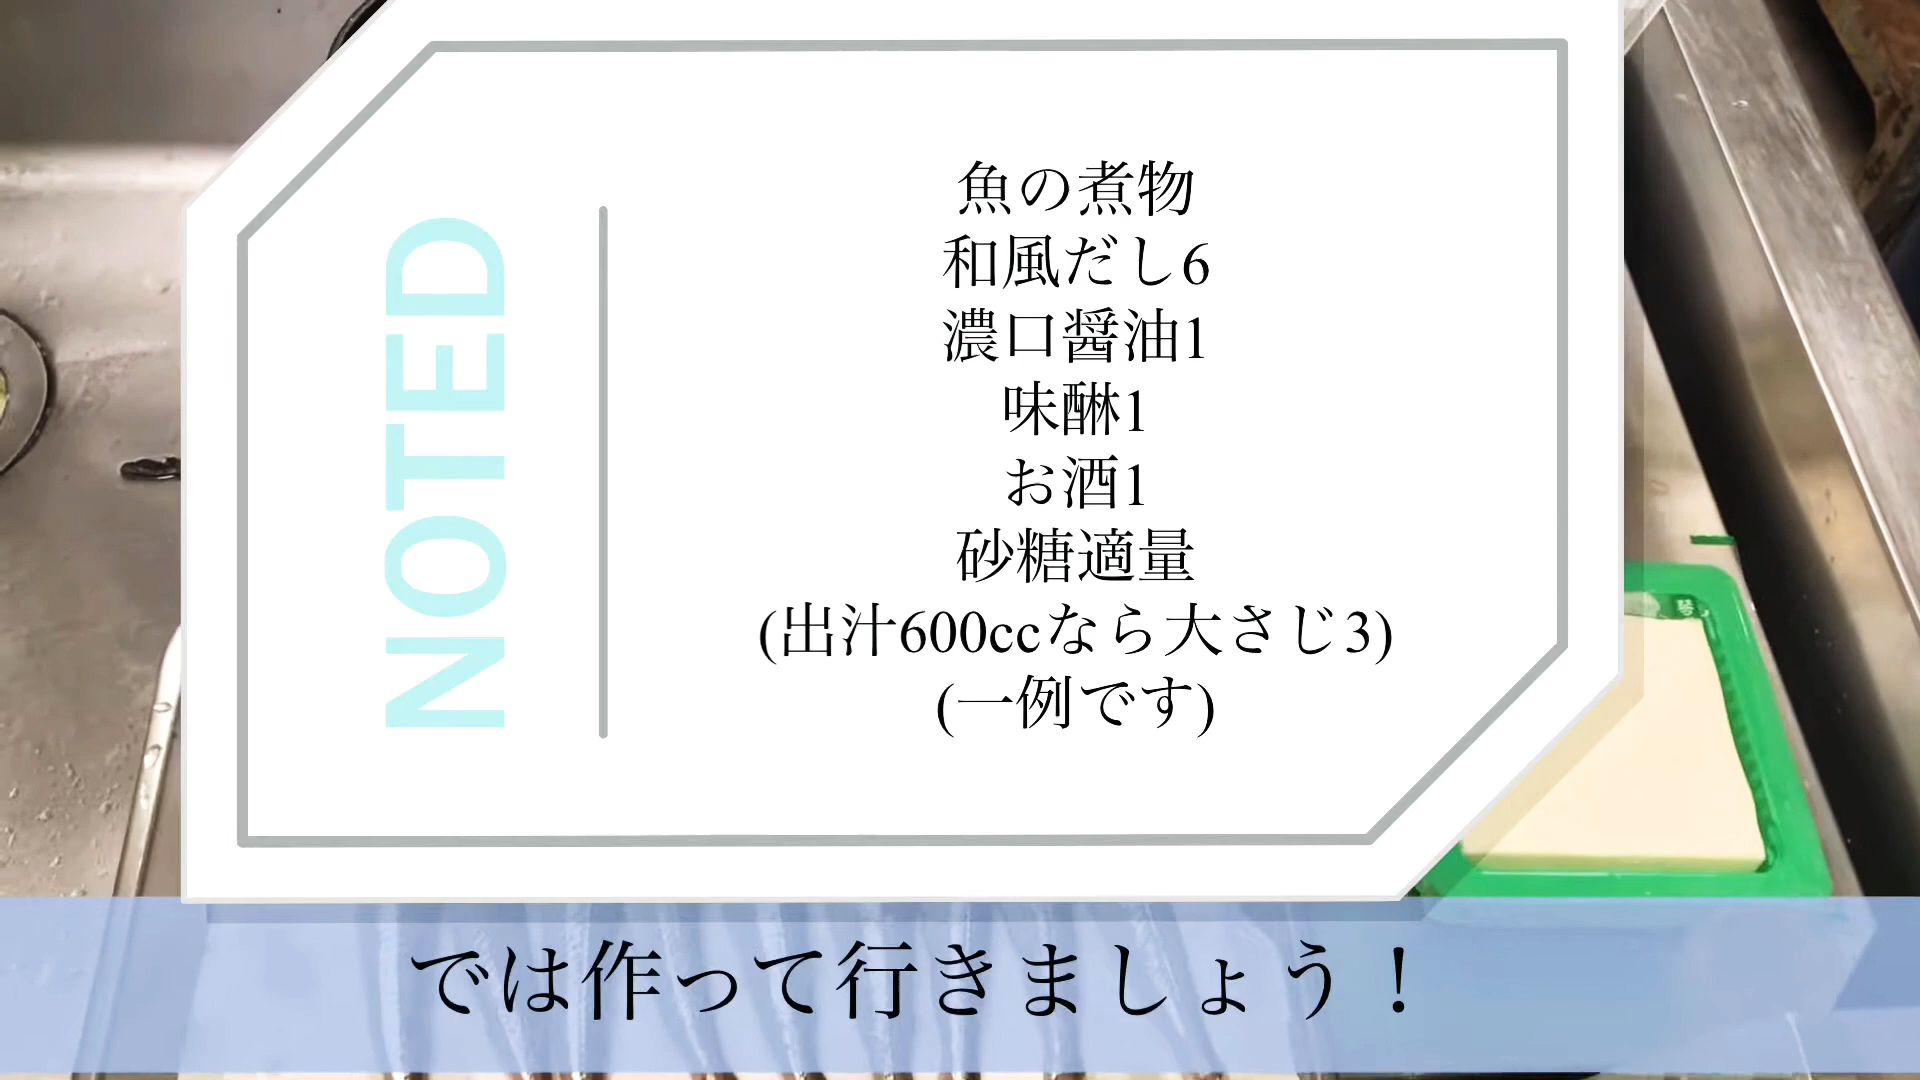 NOTED
魚の煮物
和風だし6
濃口醤油1
味醂1
お酒1
砂糖適量
(出汁600ccなら大さじ3)
(一例です)
では作って行きましょう！